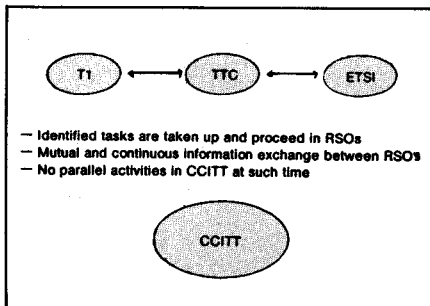 T1 TTC ETSI
— Identified tasks are taken up and proceed in RSOs
— Mutual and continuous information exchange between RSOs
— No parallel activities in CCITT at such time
CCITT